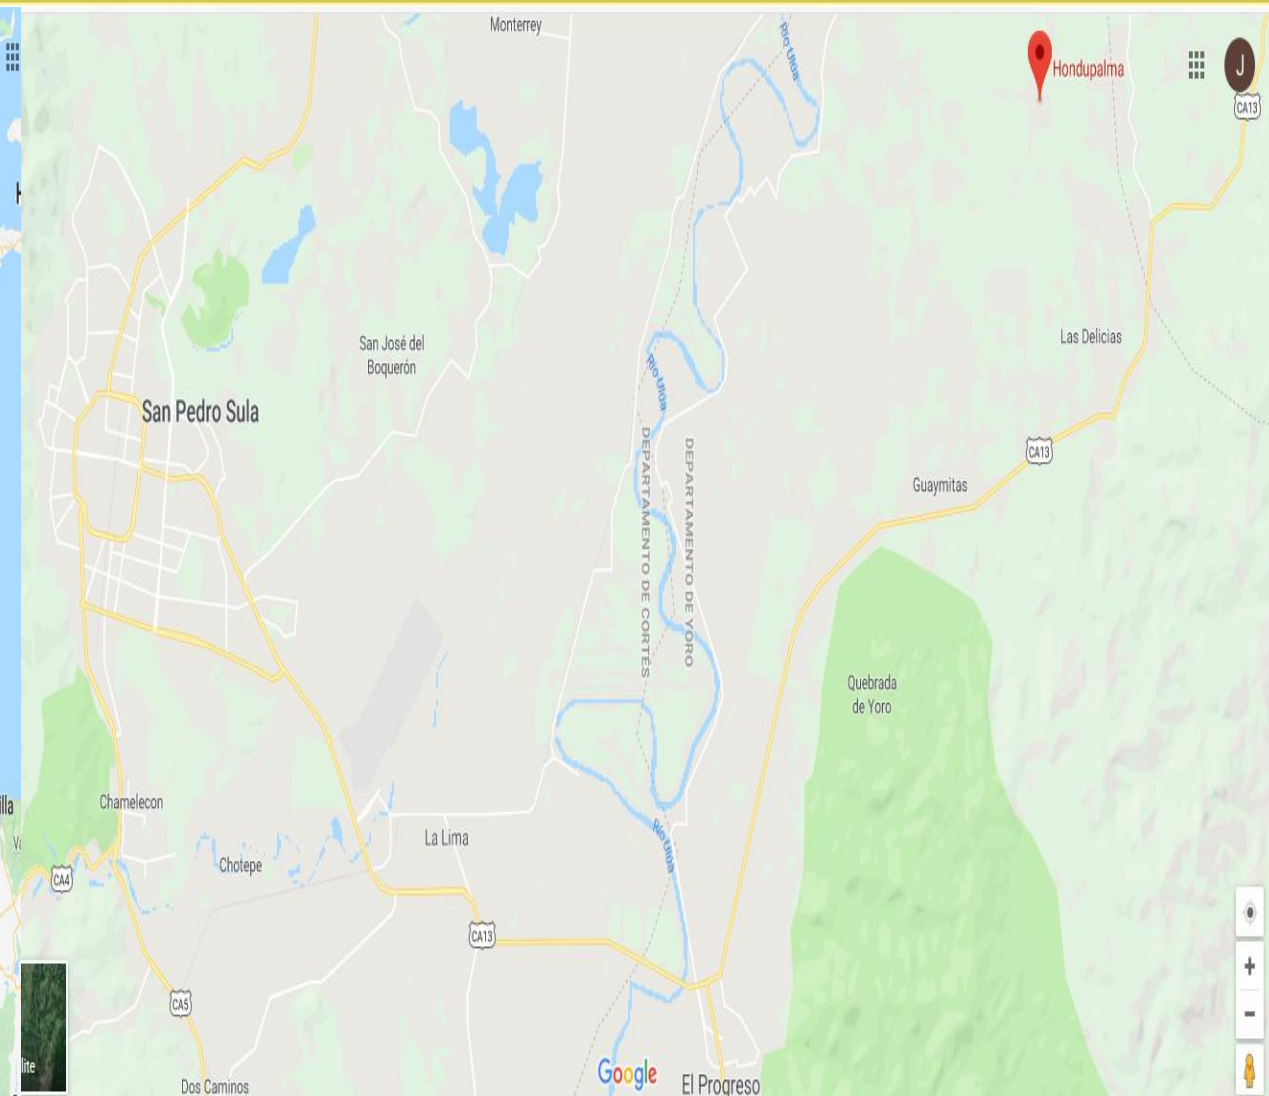 Monterrey
Río Ulúa
Hondupalma
J
CA13
San José del
Boquerón
Las Delicias
San Pedro Sula
Río Ulúa
DEPARTAMENTO DE CORTÉS
DEPARTAMENTO DE YORO
CA13
Guaymitas
Quebrada
de Yoro
Chamelecon
La Lima
Río Ulúa
Chotepe
CA4
CA13
CA5
Google
El Progreso
Dos Caminos
illa
lite